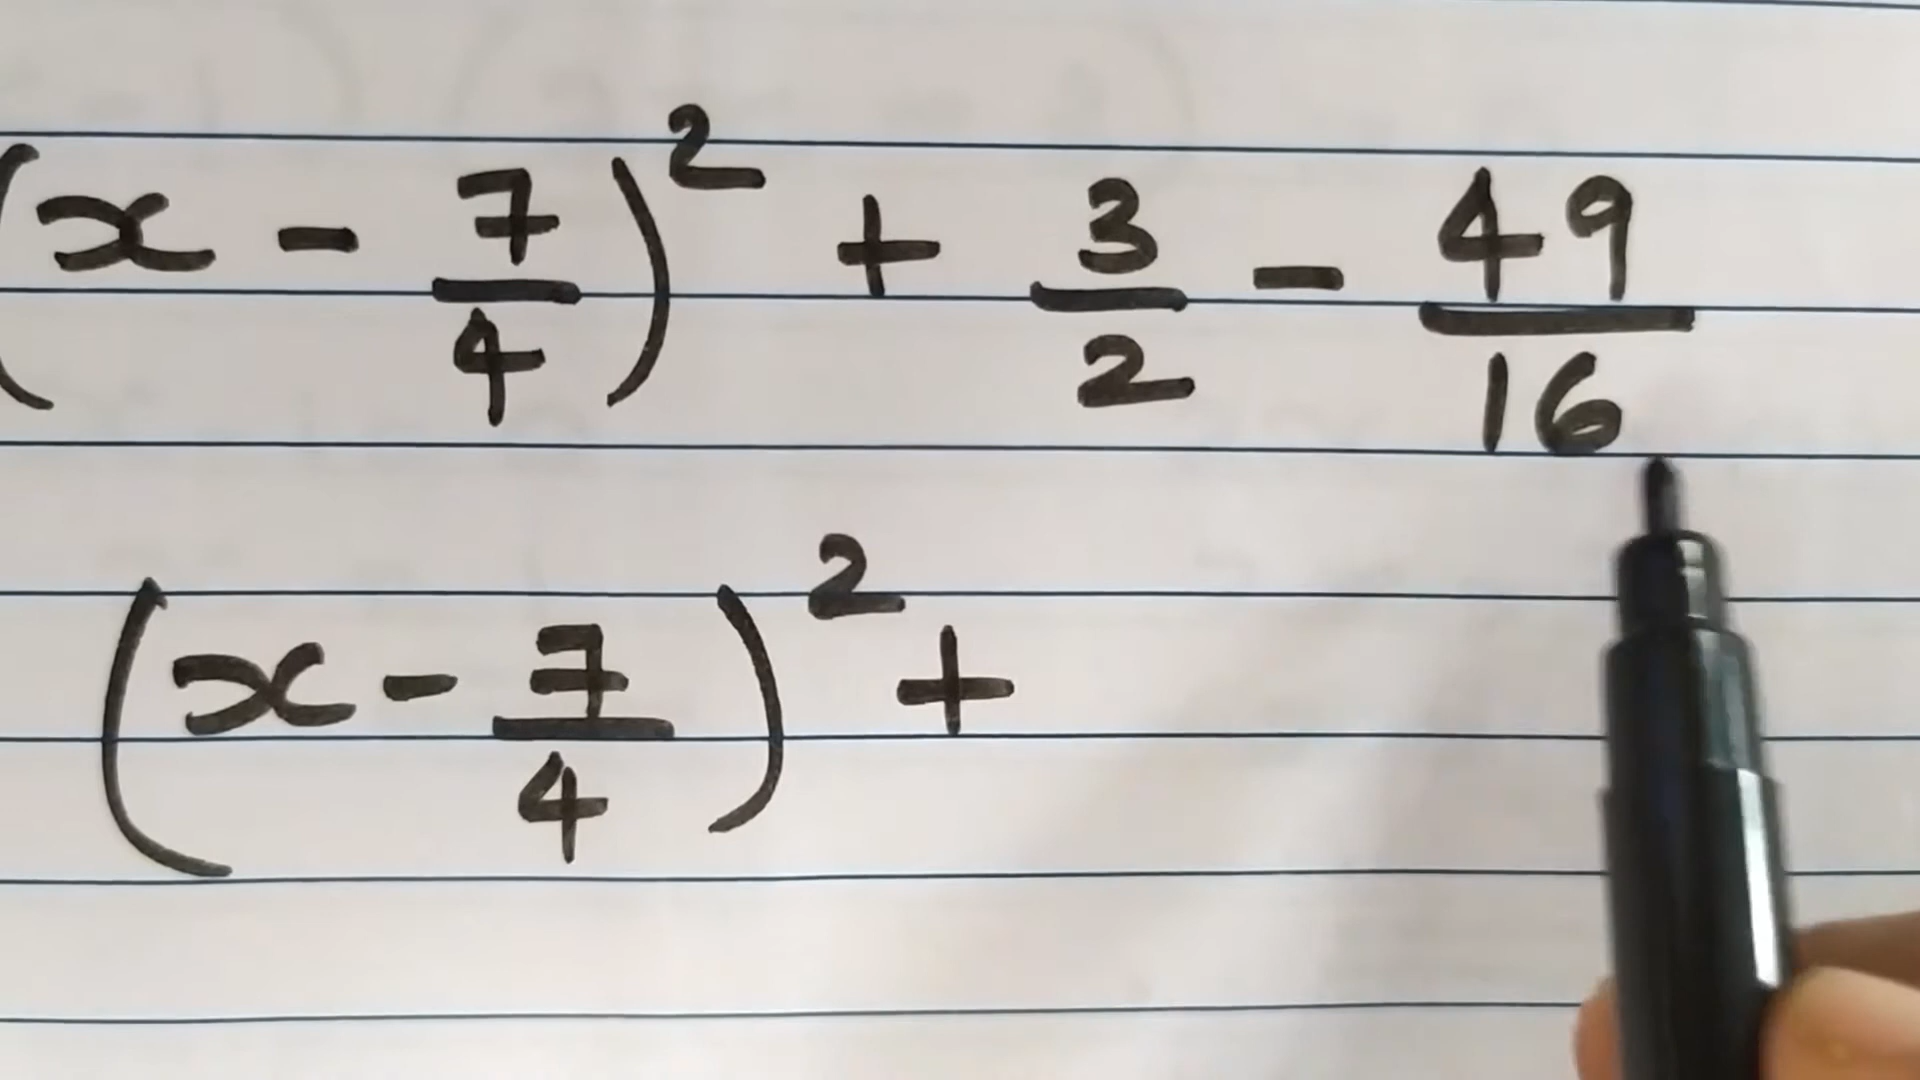 (x - 7/4)² + 3/2 - 49/16
(x - 7/4)² +